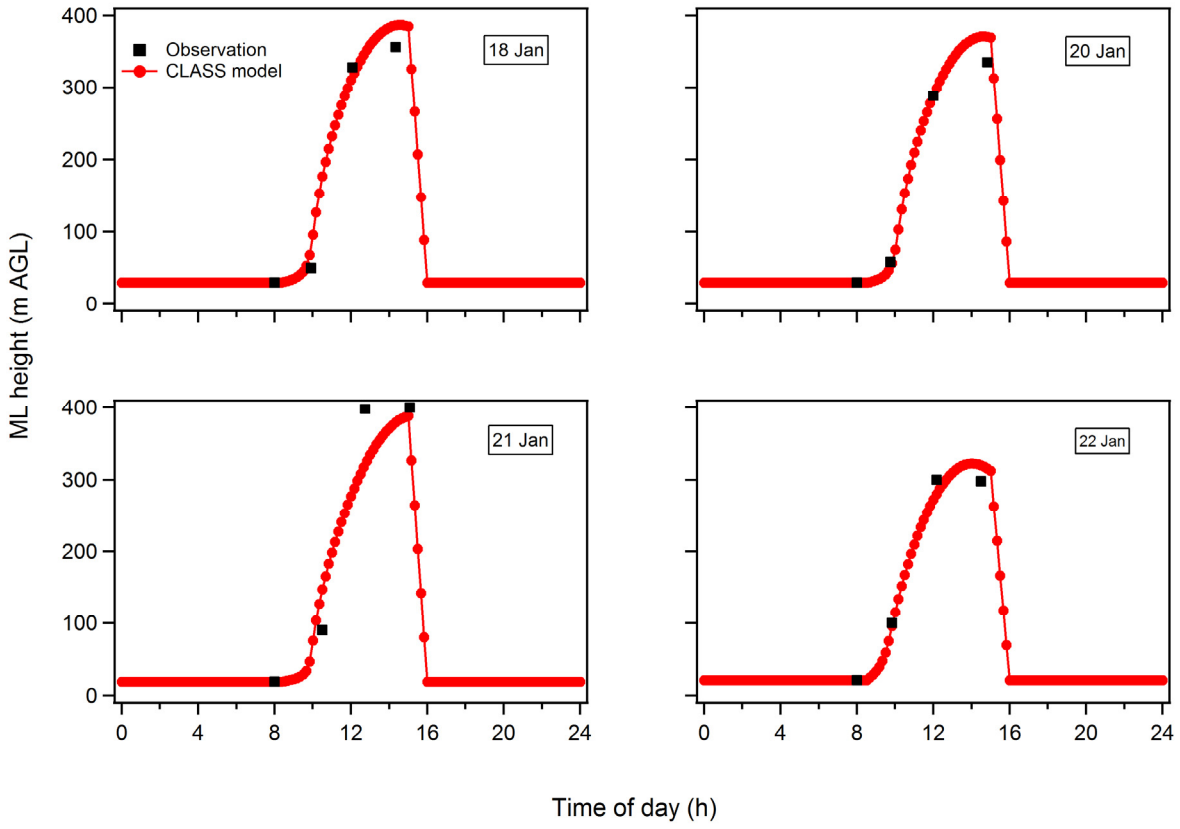 400
300
200
100
0
Observation
CLASS model
18 Jan
20 Jan
ML height (m AGL)
400
300
200
100
0
21 Jan
22 Jan
0 4 8 12 16 20 24
0 4 8 12 16 20 24
Time of day (h)